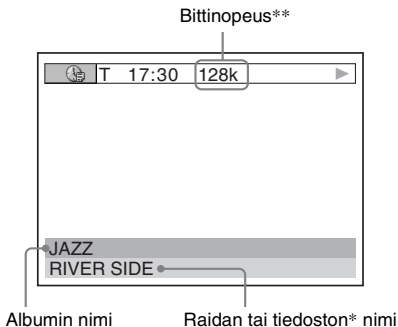 Bittinopeus**
T 17:30 128k
JAZZ
RIVER SIDE
Albumin nimi
Raidan tai tiedoston* nimi